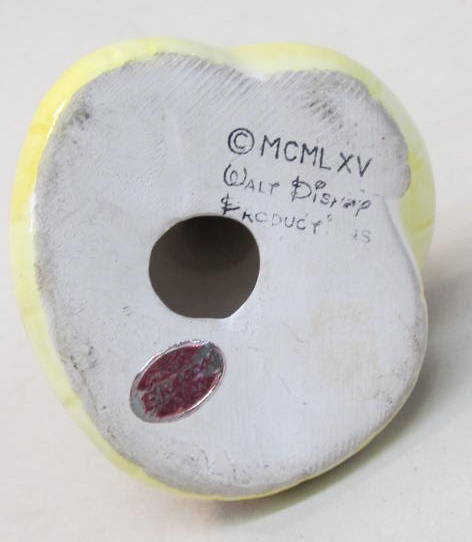 © MCMLXV
WALT DISNEY
PRODUCTIONS